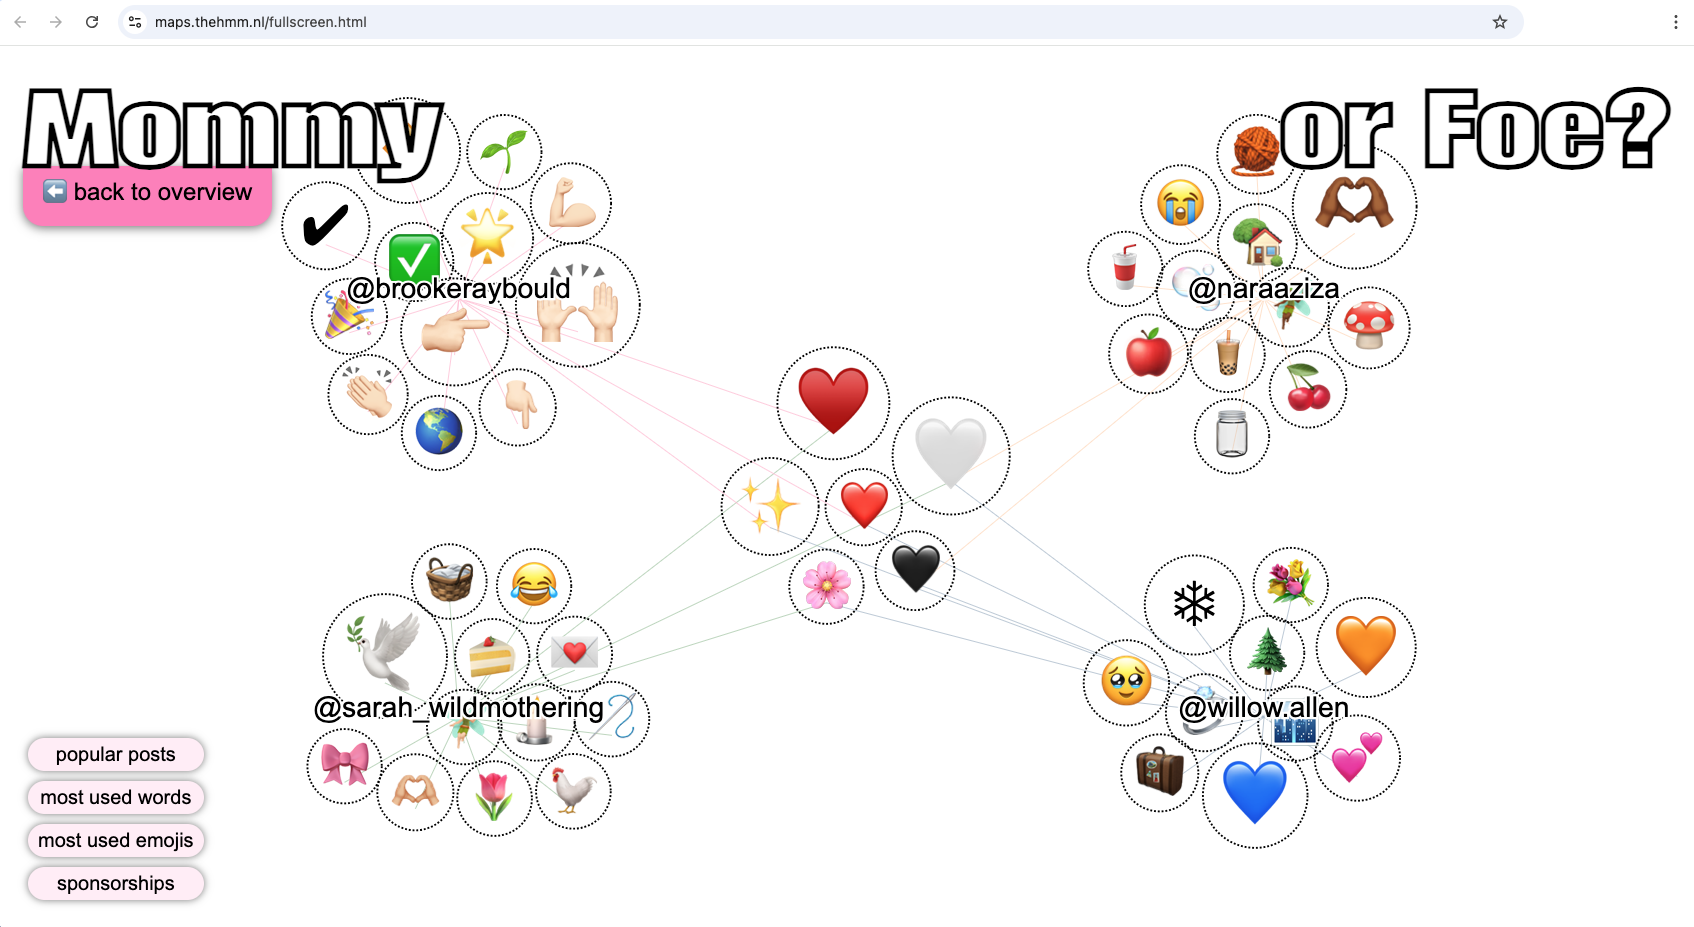 maps.thehmm.nl/fullscreen.html
Mommy or Foe?
back to overview
@brookeraybould
@naraaziza
@sarah_wildmothering
@willow.allen
popular posts
most used words
most used emojis
sponsorships